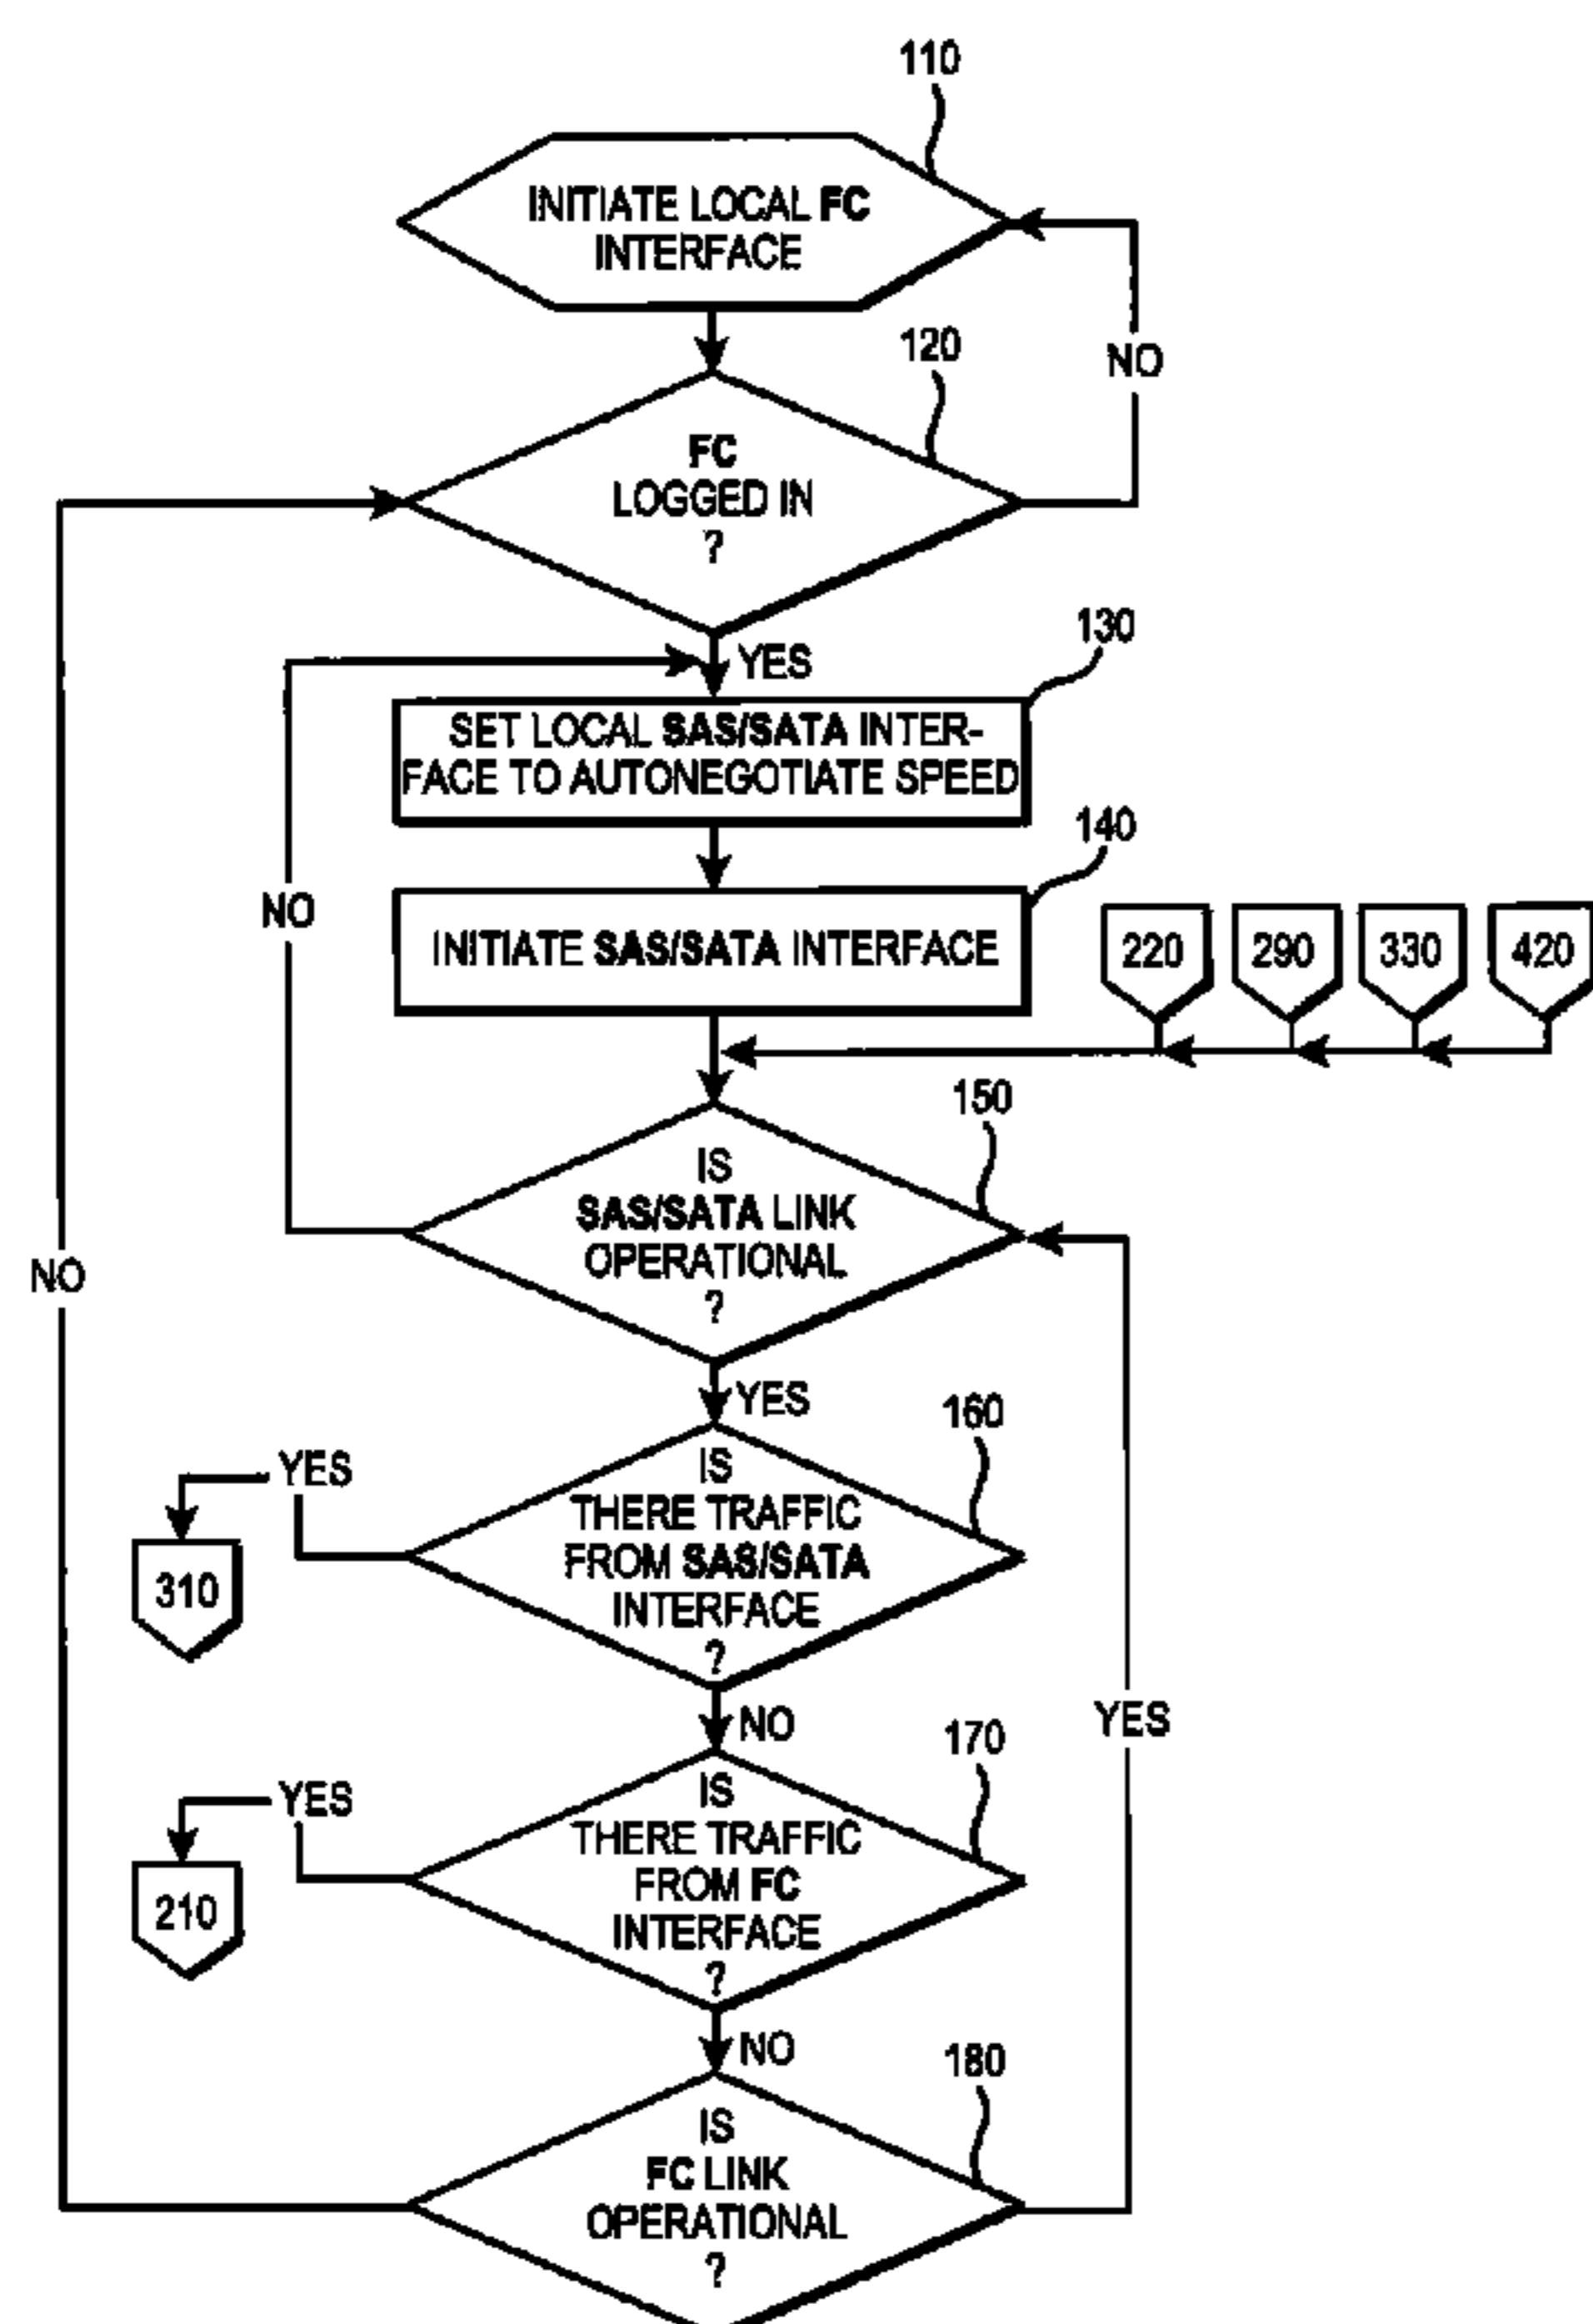 110
INITIATE LOCAL FC
INTERFACE
120
NO
FC
LOGGED IN
?
YES
130
SET LOCAL SAS/SATA INTER-
FACE TO AUTONEGOTIATE SPEED
140
NO
INITIATE SAS/SATA INTERFACE
220
290
330
420
150
IS
SAS/SATA LINK
OPERATIONAL
?
NO
YES
160
YES
IS
THERE TRAFFIC
FROM SAS/SATA
INTERFACE
?
310
NO
YES
170
YES
IS
THERE TRAFFIC
FROM FC
INTERFACE
?
210
NO
180
IS
FC LINK
OPERATIONAL
?